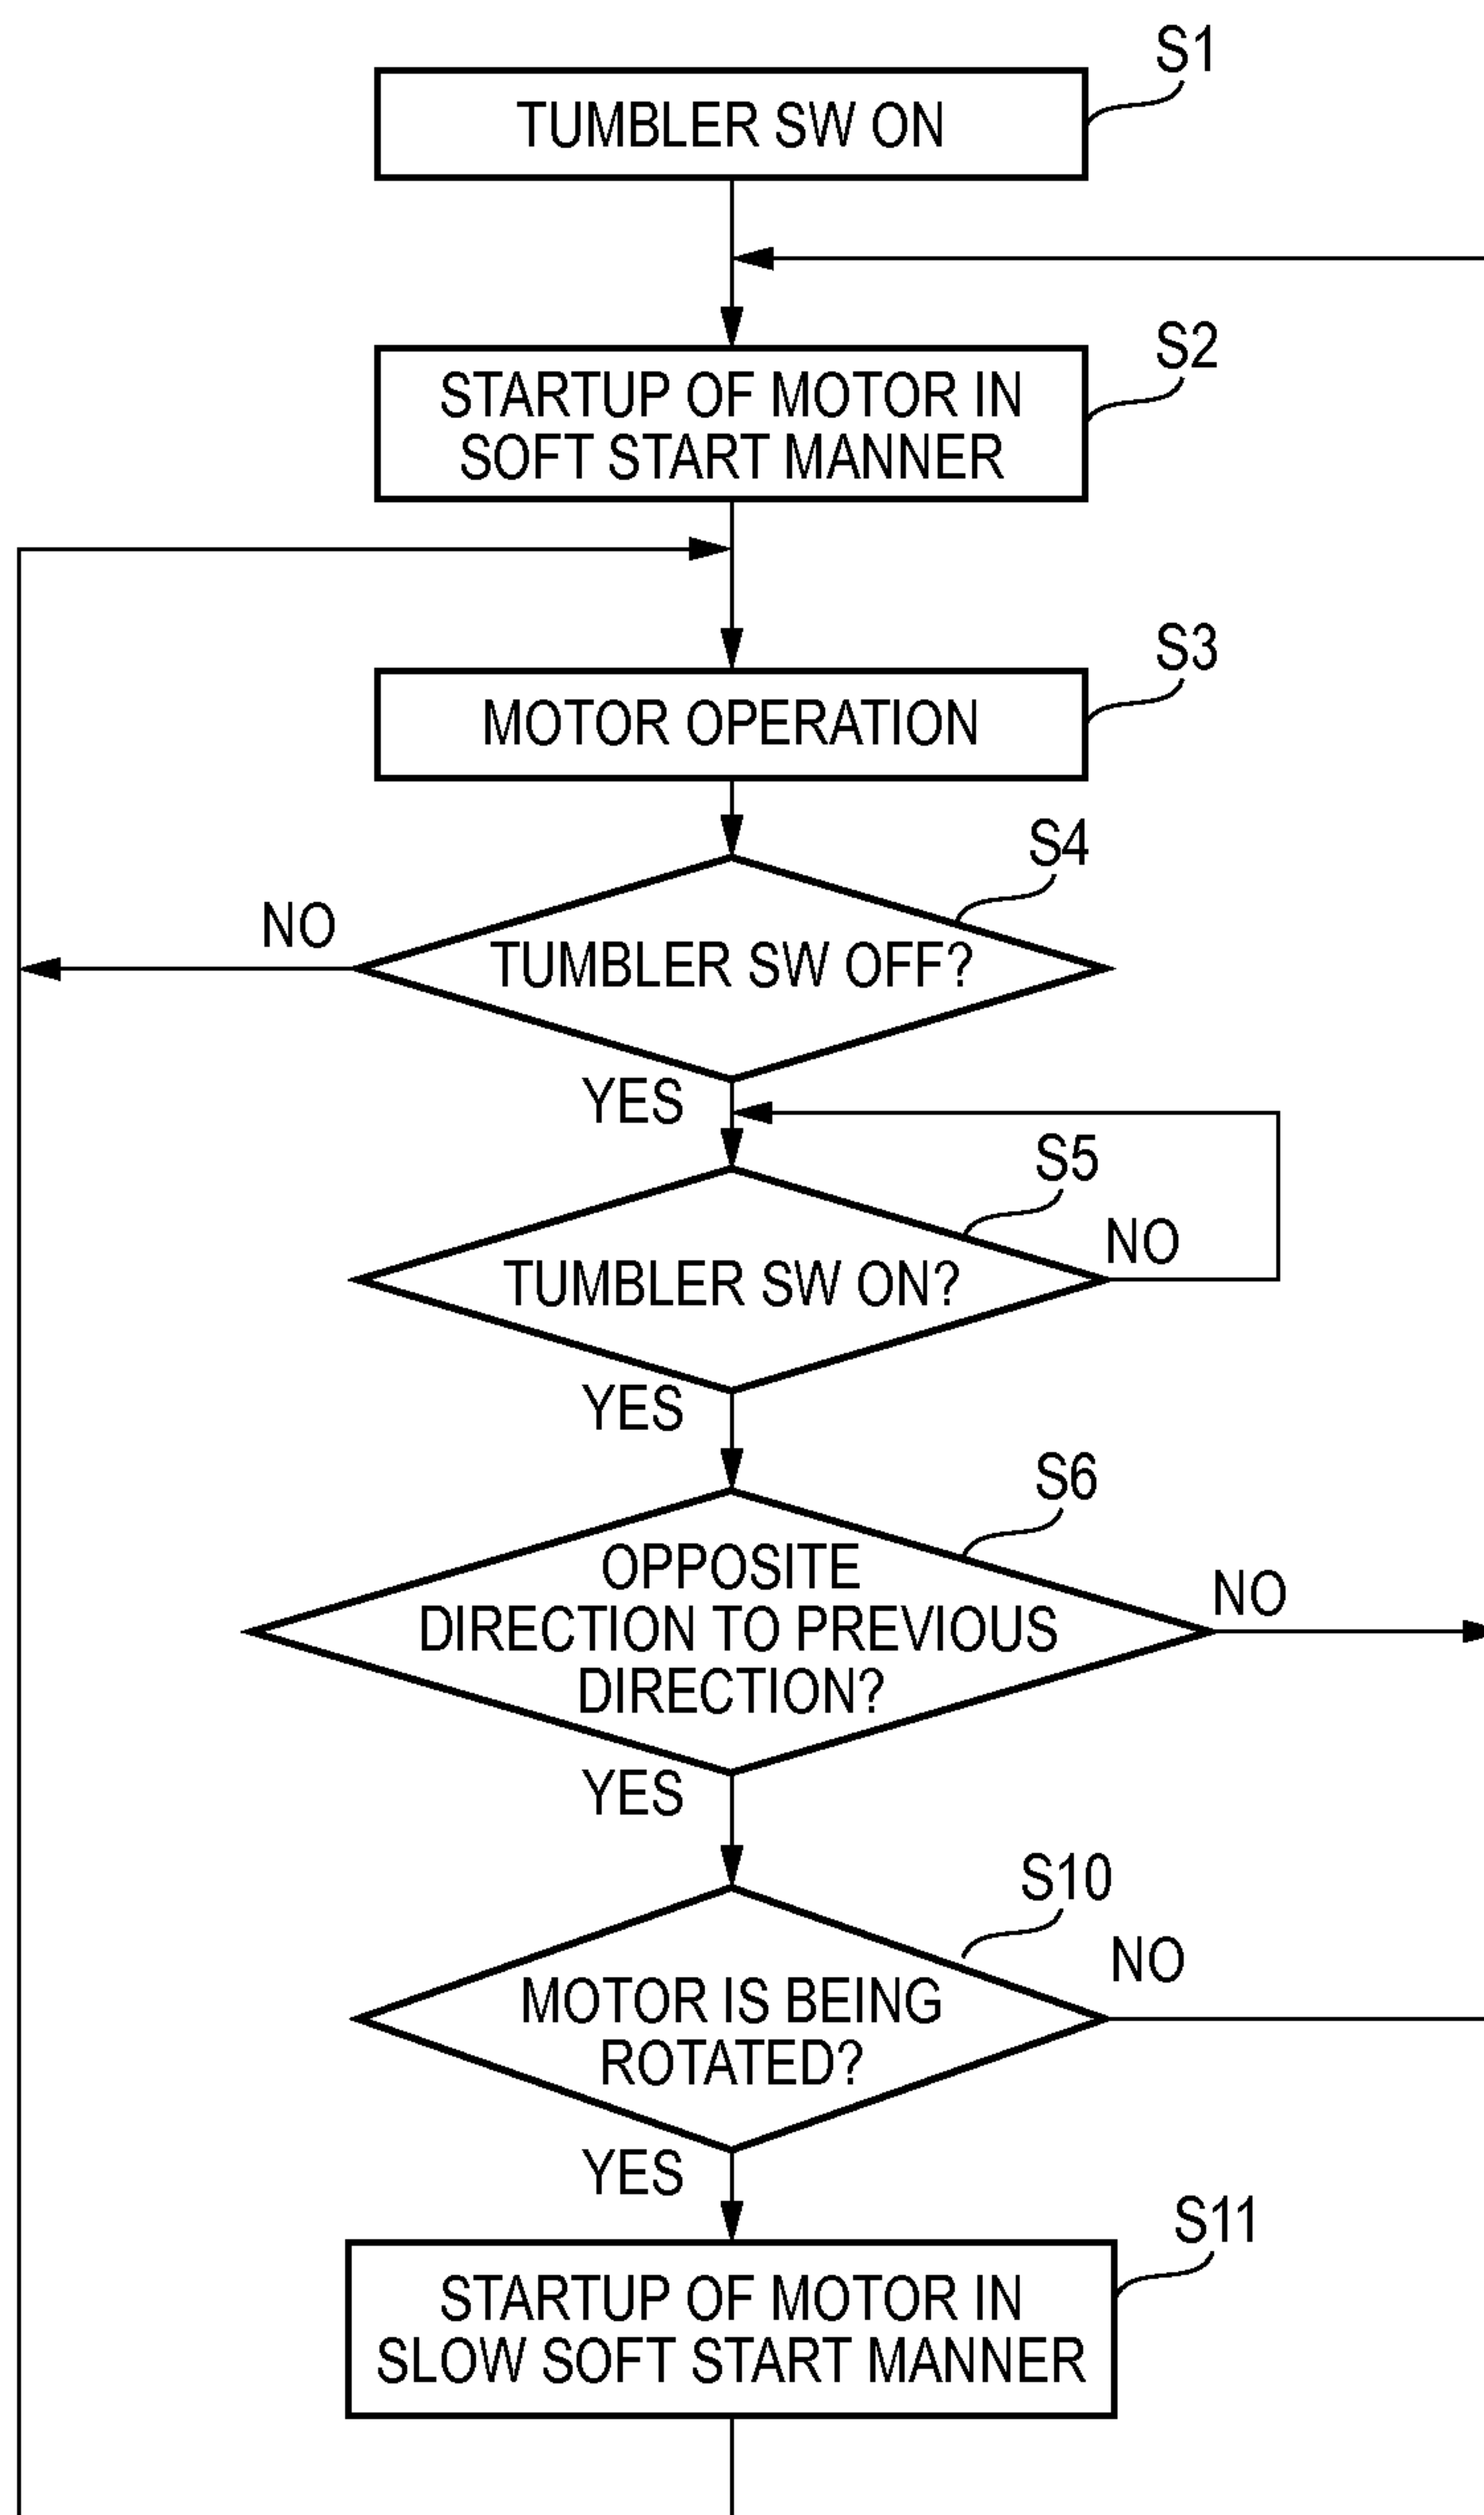 S1
TUMBLER SW ON
S2
STARTUP OF MOTOR IN
SOFT START MANNER
S3
MOTOR OPERATION
S4
NO
TUMBLER SW OFF?
YES
S5
NO
TUMBLER SW ON?
YES
S6
OPPOSITE
NO
DIRECTION TO PREVIOUS
DIRECTION?
YES
S10
NO
MOTOR IS BEING
ROTATED?
YES
S11
STARTUP OF MOTOR IN
SLOW SOFT START MANNER